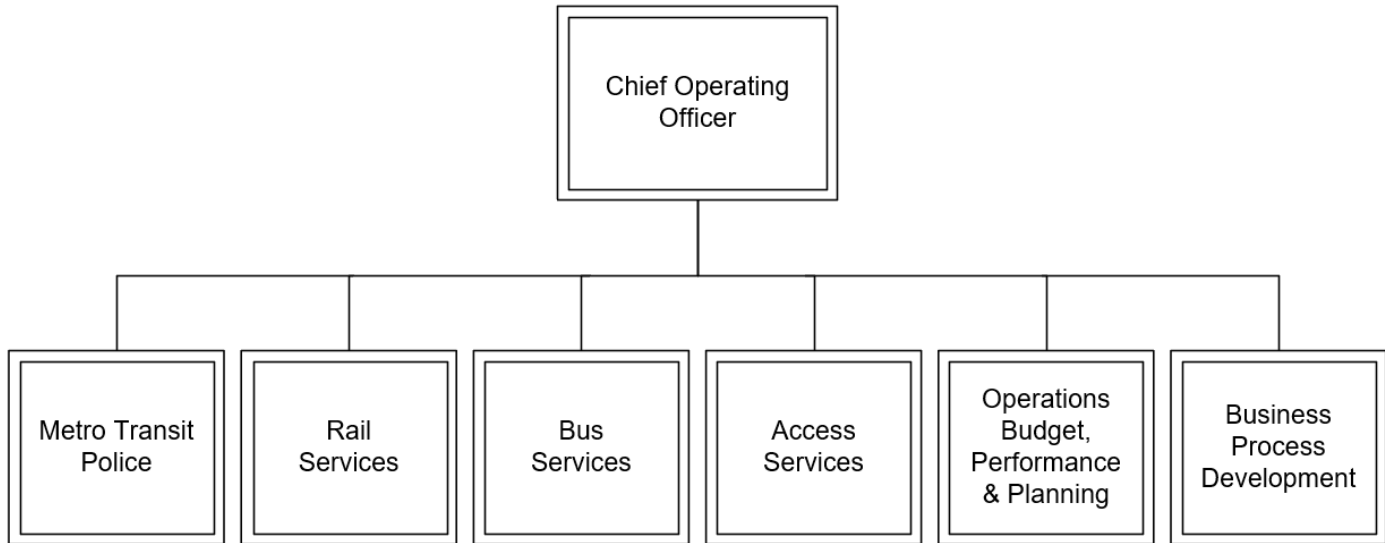 Chief Operating
Officer
Metro Transit
Police
Rail
Services
Bus
Services
Access
Services
Operations
Budget,
Performance
& Planning
Business
Process
Development